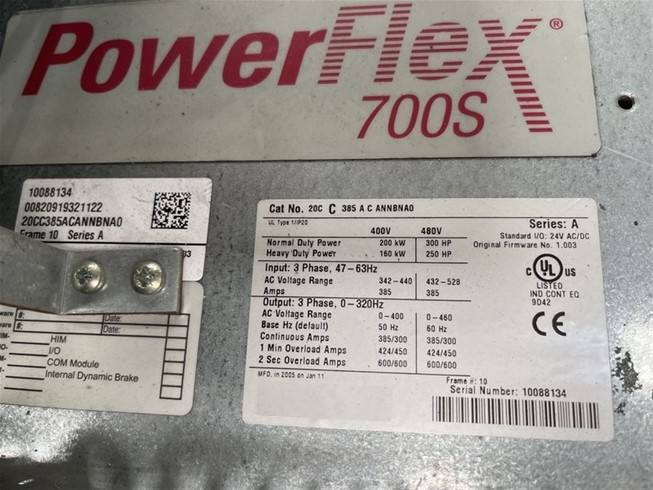 PowerFlex®
700S
10088134
00820919321122
20CC385ACANNBNA0
Frame 10 Series A
Date:
Date:
HIM
I/O
COM Module
Internal Dynamic Brake
Cat No. 20C C 385 A C ANNBNA0
UL Type 1/IP20
Series: A
400V 480V
Standard I/O: 24V AC/DC
Original Firmware No. 1.003
Normal Duty Power 200 kW 300 HP
Heavy Duty Power 160 kW 250 HP
Input: 3 Phase, 47-63Hz
AC Voltage Range 342-440 432-528
Amps 385 385
Output: 3 Phase, 0-320Hz
AC Voltage Range 0-400 0-460
Base Hz (default) 50 Hz 60 Hz
Continuous Amps 385/300 385/300
1 Min Overload Amps 424/450 424/450
2 Sec Overload Amps 600/600 600/600
C UL US
LISTED
IND CONT EQ
9D42
CE
MFD. in 2005 on Jan 11
Frame #: 10
Serial Number: 10088134